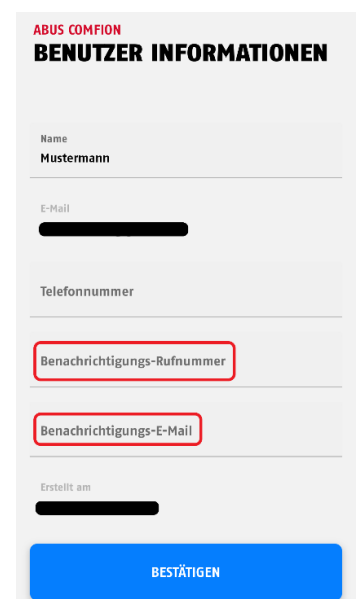 ABUS COMFION
BENUTZER INFORMATIONEN
Name
Mustermann
E-Mail
Telefonnummer
Benachrichtigungs-Rufnummer
Benachrichtigungs-E-Mail
Erstellt am
BESTÄTIGEN